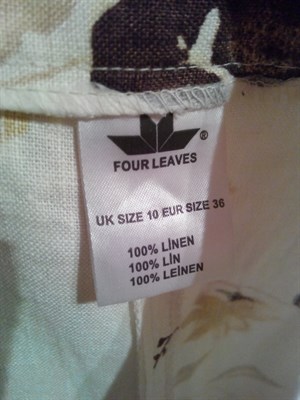 ®
FOUR LEAVES
UK SIZE 10 EUR SIZE 36
100% LİNEN
100% LİN
100% LEİNEN